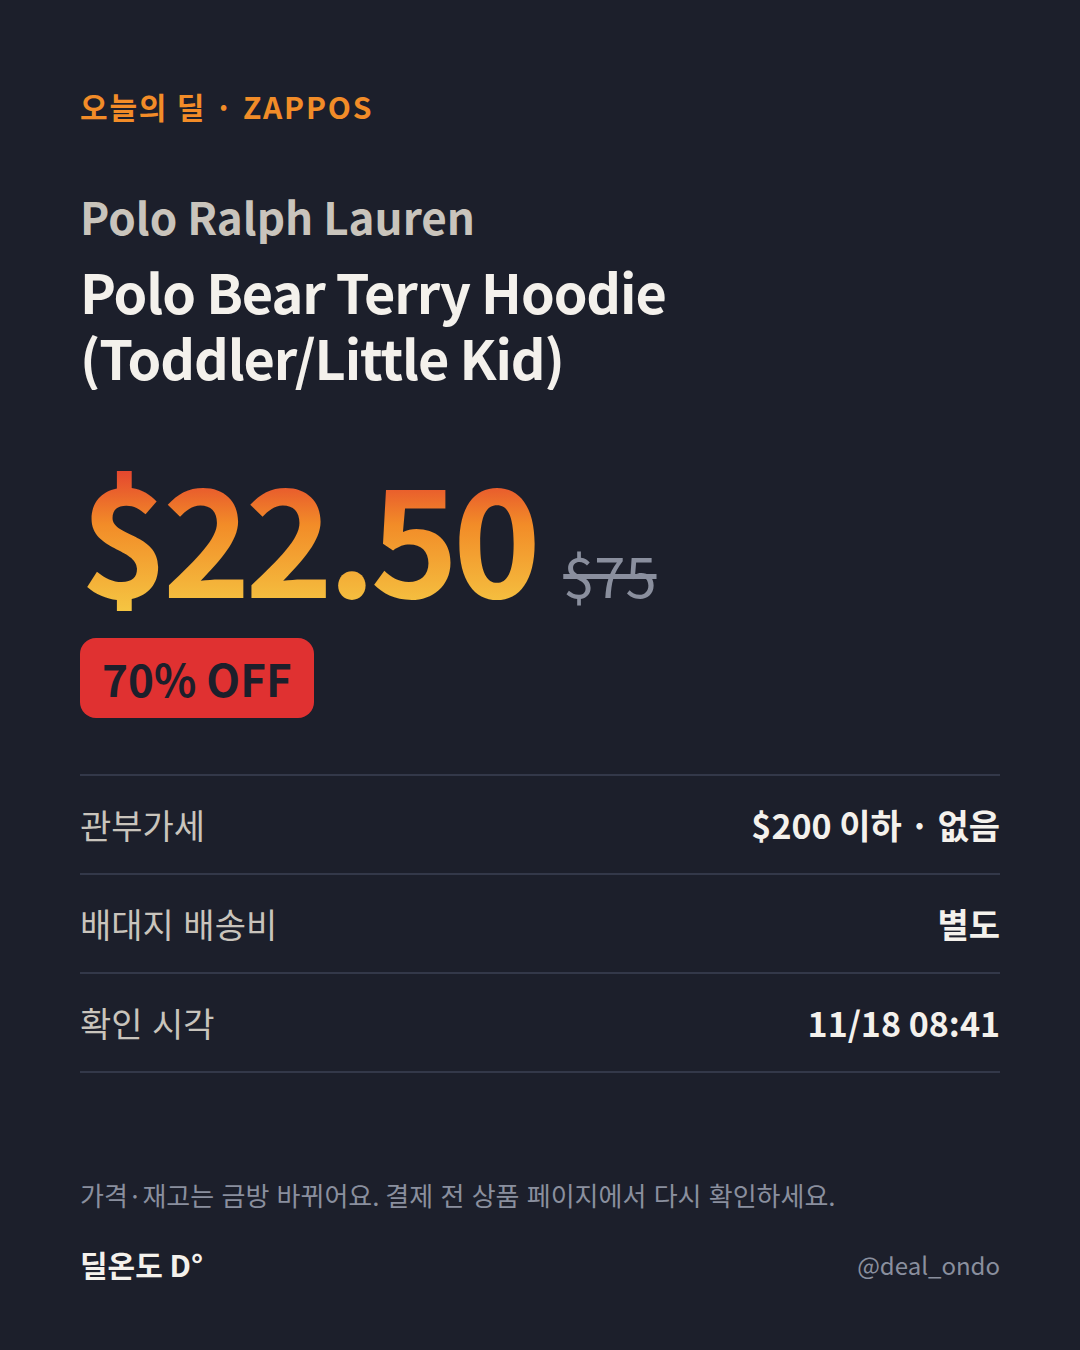 오늘의 딜 · ZAPPOS
Polo Ralph Lauren
Polo Bear Terry Hoodie
(Toddler/Little Kid)
$22.50 $75
70% OFF
관부가세 $200 이하 · 없음
배대지 배송비 별도
확인 시각 11/18 08:41
가격·재고는 금방 바뀌어요. 결제 전 상품 페이지에서 다시 확인하세요.
딜온도 D° @deal_ondo